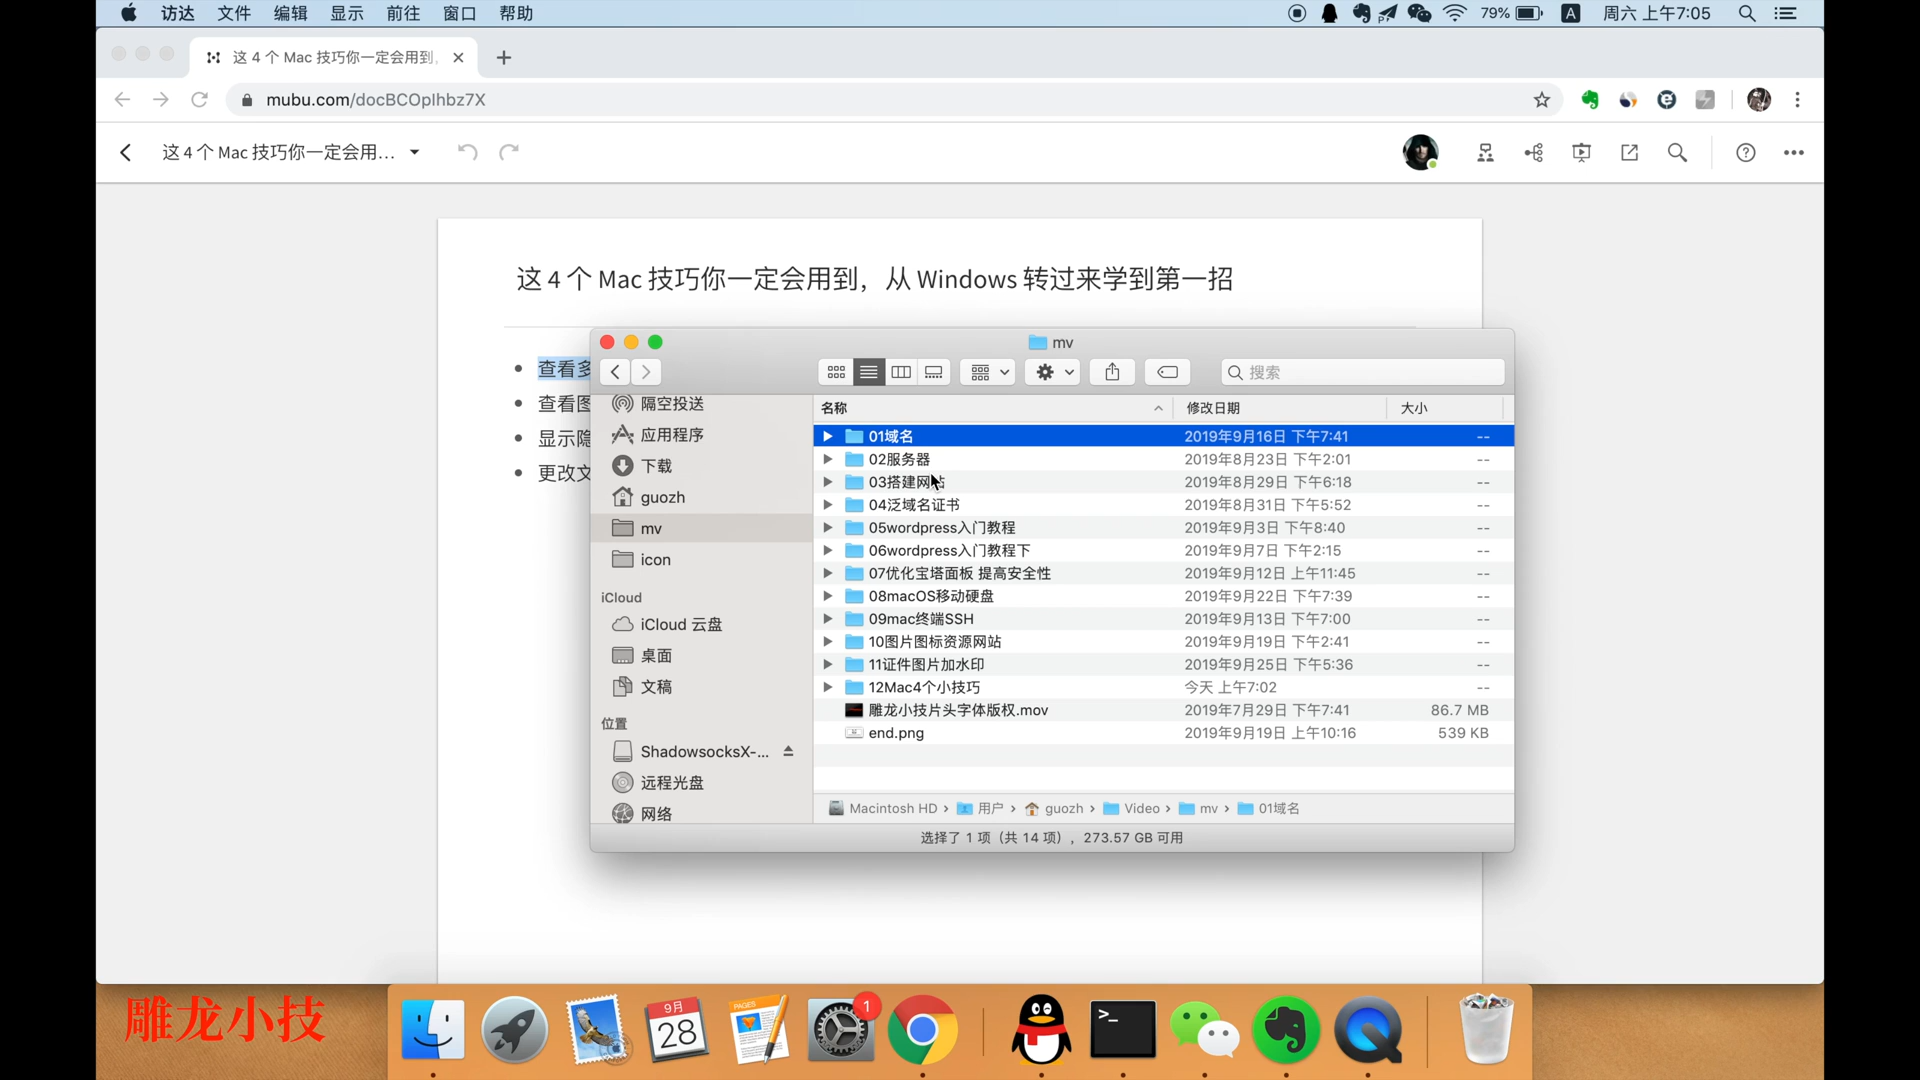 访达 文件 编辑 显示 前往 窗口 帮助 79% A 周六 上午7:05
这 4 个 Mac 技巧你一定会用到,
mubu.com/docBCOpIhbz7X
这 4 个 Mac 技巧你一定会用...
这 4 个 Mac 技巧你一定会用到，从 Windows 转过来学到第一招
查看多
查看图
显示隐
更改文
mv
搜索
隔空投送
应用程序
下载
guozh
mv
icon
iCloud
iCloud 云盘
桌面
文稿
位置
ShadowsocksX-...
远程光盘
网络
名称 修改日期 大小
01域名 2019年9月16日 下午7:41 --
02服务器 2019年8月23日 下午2:01 --
03搭建网站 2019年8月29日 下午6:18 --
04泛域名证书 2019年8月31日 下午5:52 --
05wordpress入门教程 2019年9月3日 下午8:40 --
06wordpress入门教程下 2019年9月7日 下午2:15 --
07优化宝塔面板 提高安全性 2019年9月12日 上午11:45 --
08macOS移动硬盘 2019年9月22日 下午7:39 --
09mac终端SSH 2019年9月13日 下午7:00 --
10图片图标资源网站 2019年9月19日 下午2:41 --
11证件图片加水印 2019年9月25日 下午5:36 --
12Mac4个小技巧 今天 上午7:02 --
雕龙小技片头字体版权.mov 2019年7月29日 下午7:41 86.7 MB
end.png 2019年9月19日 上午10:16 539 KB
Macintosh HD › 用户 › guozh › Video › mv › 01域名
选择了 1 项（共 14 项）, 273.57 GB 可用
雕龙小技
9月
28
PAGES
1
>_